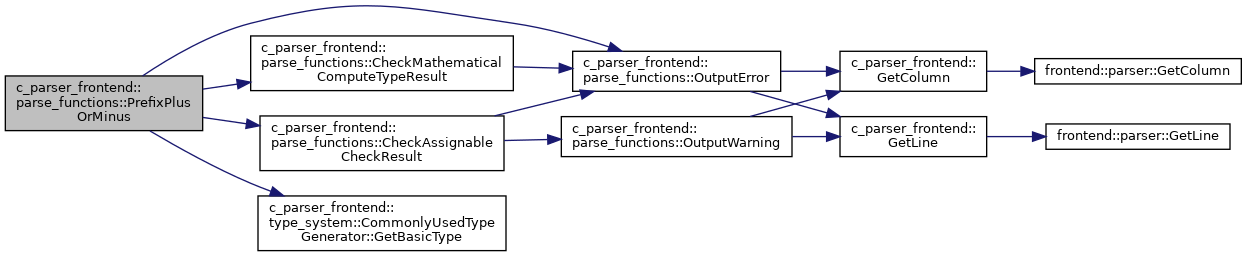 c_parser_frontend::
parse_functions::PrefixPlus
OrMinus
c_parser_frontend::
parse_functions::CheckMathematical
ComputeTypeResult
c_parser_frontend::
parse_functions::CheckAssignable
CheckResult
c_parser_frontend::
type_system::CommonlyUsedType
Generator::GetBasicType
c_parser_frontend::
parse_functions::OutputError
c_parser_frontend::
parse_functions::OutputWarning
c_parser_frontend::
GetColumn
c_parser_frontend::
GetLine
frontend::parser::GetColumn
frontend::parser::GetLine